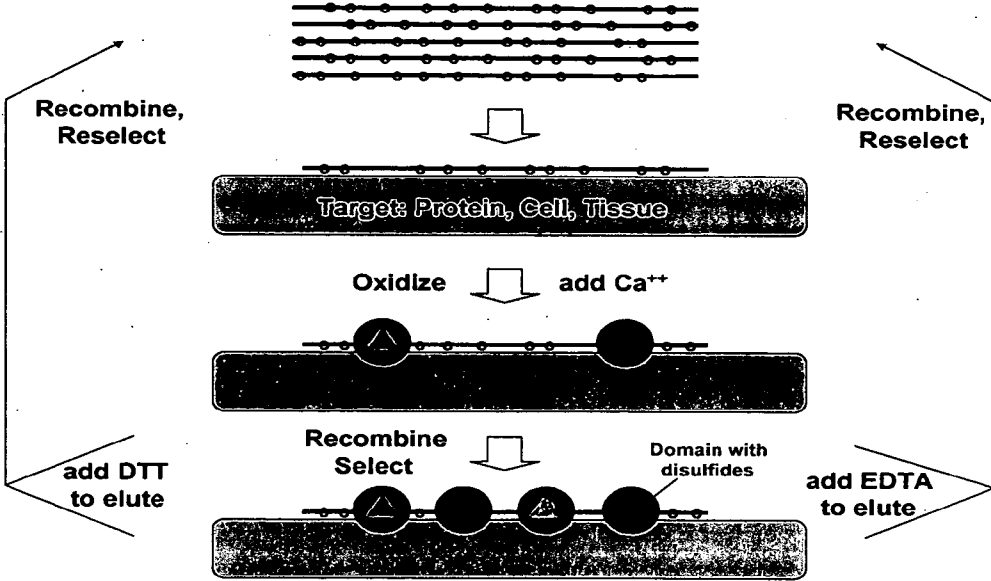 Recombine,
Reselect
Recombine,
Reselect
Target: Protein, Cell, Tissue
Oxidize
add Ca++
Recombine
Select
Domain with
disulfides
add DTT
to elute
add EDTA
to elute